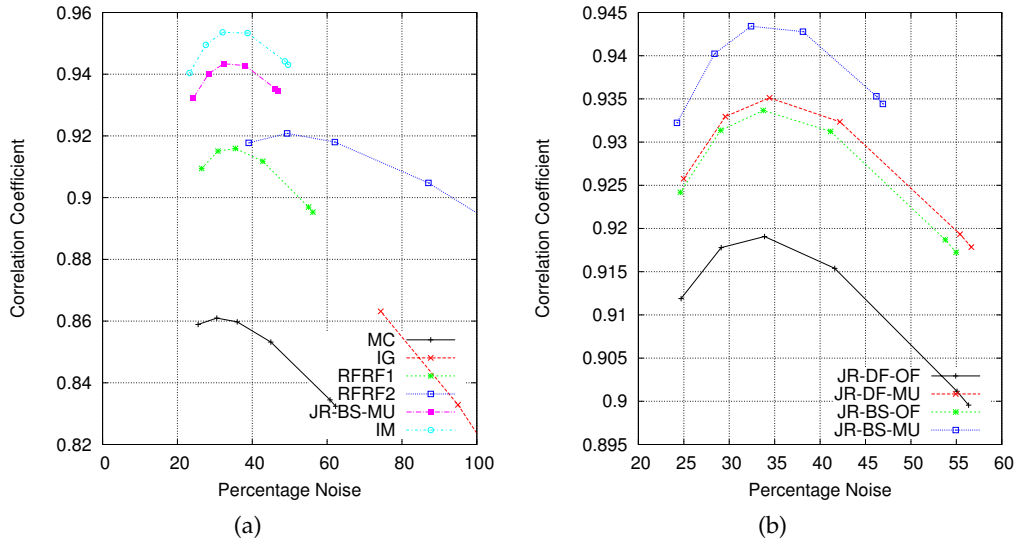 0.96
0.94
0.92
0.9
0.88
0.86
0.84
0.82
0
20
40
60
80
100
Correlation Coefficient
Percentage Noise
MC
IG
RFRF1
RFRF2
JR-BS-MU
IM
(a)
0.945
0.94
0.935
0.93
0.925
0.92
0.915
0.91
0.905
0.9
0.895
20
25
30
35
40
45
50
55
60
Correlation Coefficient
Percentage Noise
JR-DF-OF
JR-DF-MU
JR-BS-OF
JR-BS-MU
(b)